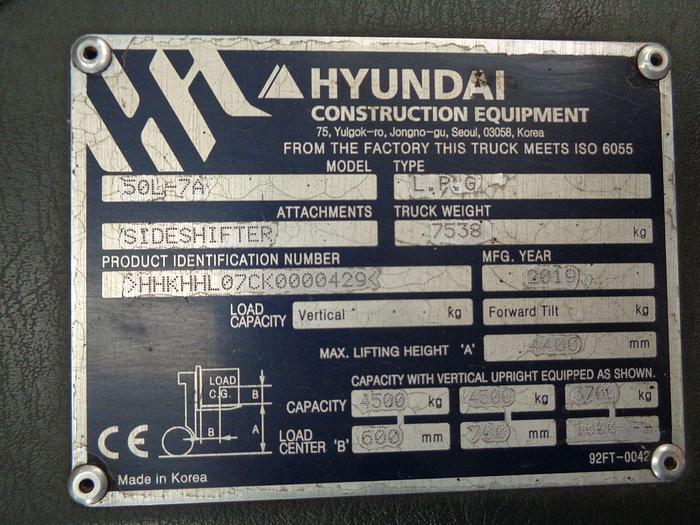 HYUNDAI
CONSTRUCTION EQUIPMENT
75, Yulgok-ro, Jongno-gu, Seoul, 03058, Korea
FROM THE FACTORY THIS TRUCK MEETS ISO 6055
MODEL TYPE
50L-7A L.P.G
ATTACHMENTS TRUCK WEIGHT
SIDESHIFTER 7538 kg
PRODUCT IDENTIFICATION NUMBER MFG. YEAR
>HHKHHL07CK0000429< 2019
LOAD CAPACITY Vertical kg Forward Tilt kg
MAX. LIFTING HEIGHT 'A' 4400 mm
CAPACITY WITH VERTICAL UPRIGHT EQUIPPED AS SHOWN.
LOAD
C.G.
B
B
A
CAPACITY 4500 kg 4500 kg 3700 kg
LOAD CENTER 'B' 600 mm 700 mm 1000
CE
92FT-0042
Made in Korea